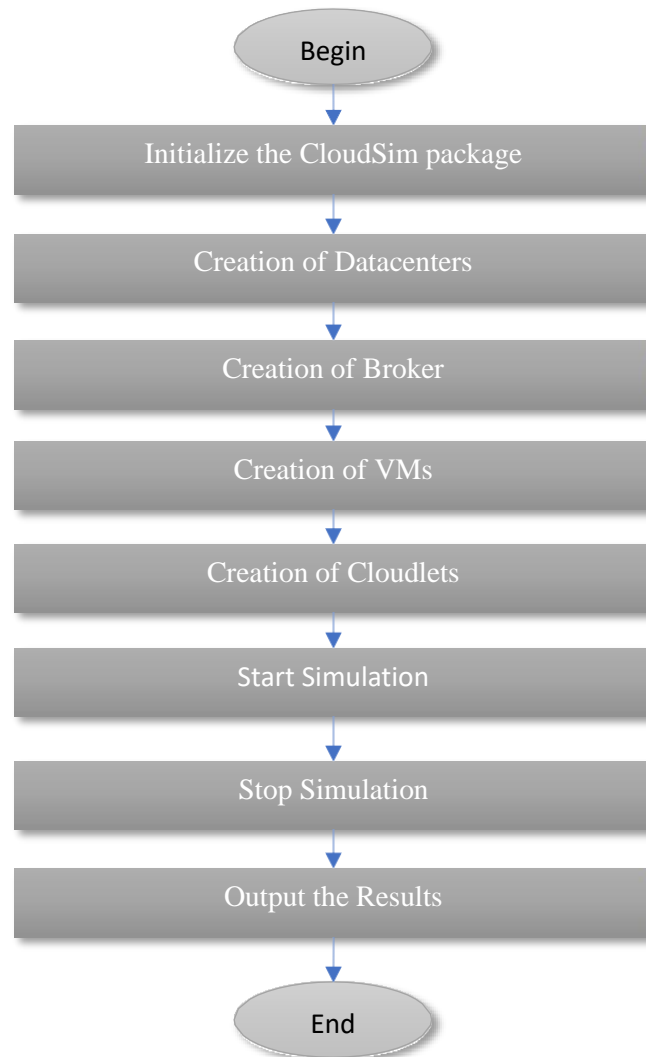 Begin
Initialize the CloudSim package
Creation of Datacenters
Creation of Broker
Creation of VMs
Creation of Cloudlets
Start Simulation
Stop Simulation
Output the Results
End